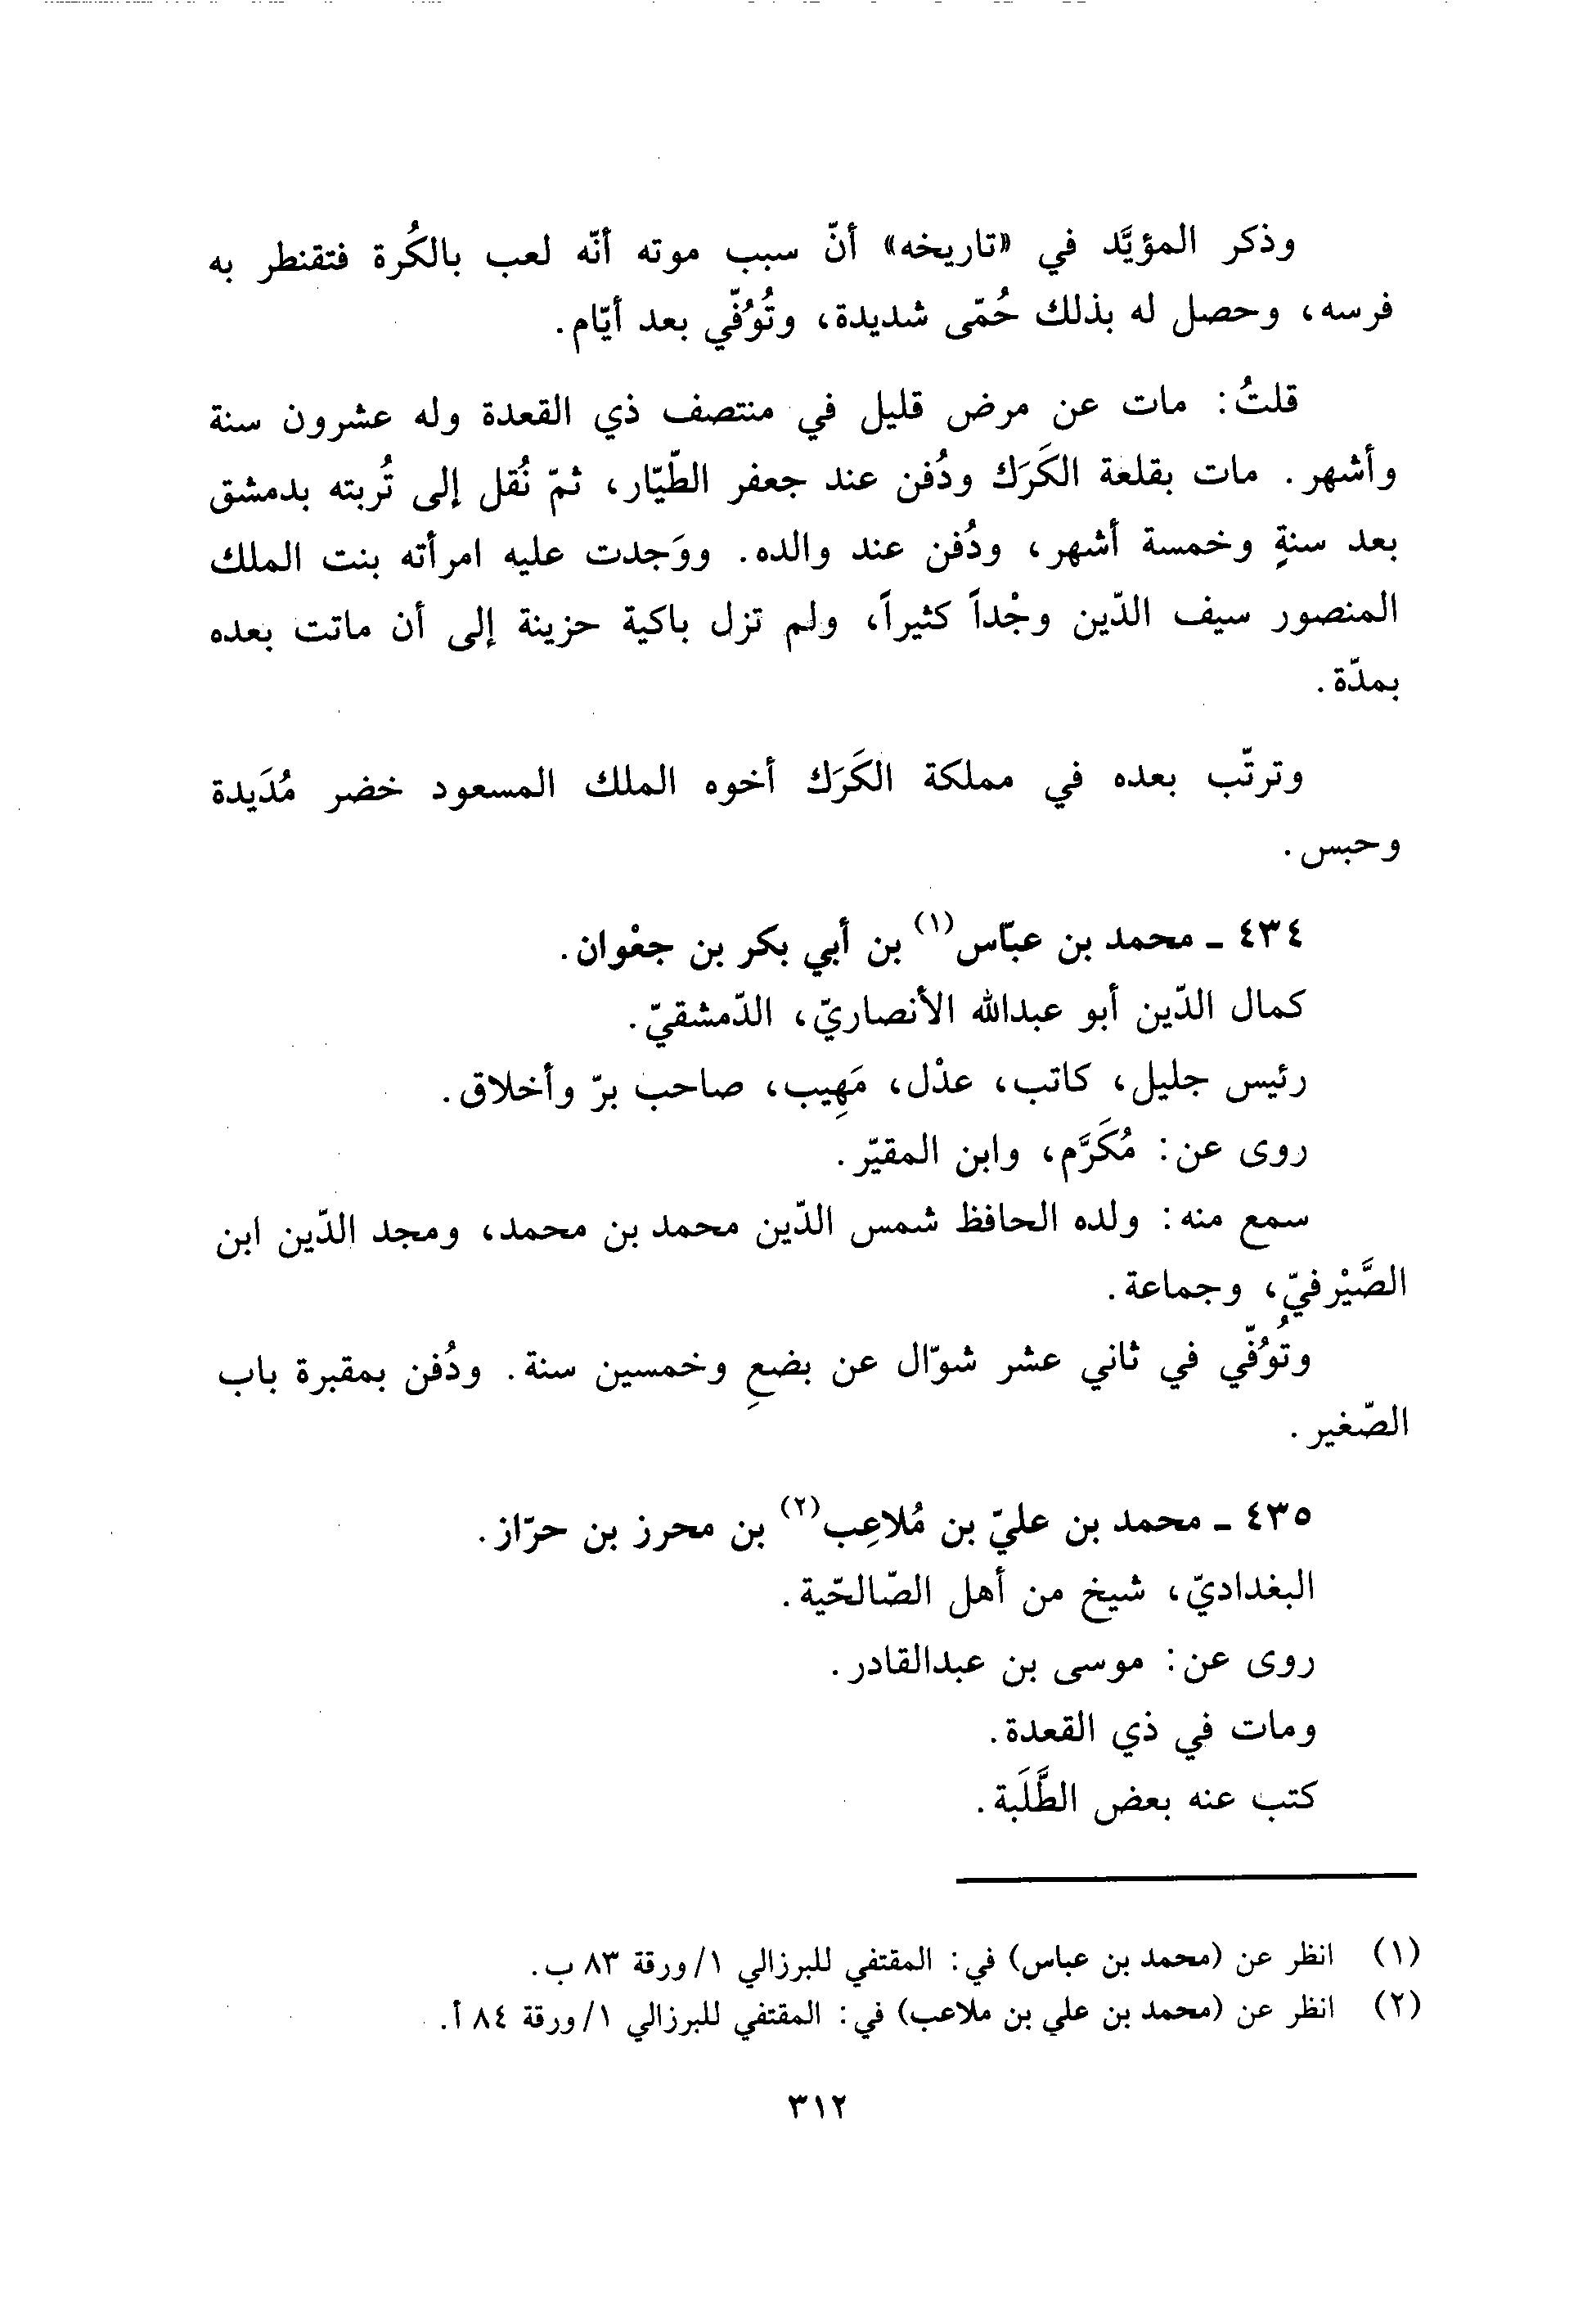 وذكر المؤيَّد في «تاريخه» أنّ سبب موته أنّه لعب بالكُرة فتقنطر به
فرسه، وحصل له بذلك حُمّى شديدة، وتُوُفّي بعد أيّام.
قلتُ: مات عن مرض قليل في منتصف ذي القعدة وله عشرون سنة
وأشهر. مات بقلعة الكَرَك ودُفن عند جعفر الطّيّار، ثمّ نُقل إلى تُربته بدمشق
بعد سنةٍ وخمسة أشهر، ودُفن عند والده. ووَجدت عليه امرأته بنت الملك
المنصور سيف الدّين وجْداً كثيراً، ولم تزل باكية حزينة إلى أن ماتت بعده
بمدّة.
وترتّب بعده في مملكة الكَرَك أخوه الملك المسعود خضر مُدَيدة
وحبس.
٤٣٤ ـ محمد بن عبّاس(١) بن أبي بكر بن جعْوان.
كمال الدّين أبو عبدالله الأنصاريّ، الدّمشقيّ.
رئيس جليل، كاتب، عدْل، مَهِيب، صاحب برّ وأخلاق.
روى عن: مُكَرَّم، وابن المقيّر.
سمع منه: ولده الحافظ شمس الدّين محمد بن محمد، ومجد الدّين ابن
الصَّيْرفيّ، وجماعة.
وتُوُفّي في ثاني عشر شوّال عن بضعِ وخمسين سنة. ودُفن بمقبرة باب
الصّغير.
٤٣٥ ـ محمد بن عليّ بن مُلاعِب(٢) بن محرز بن حرّاز.
البغداديّ، شيخ من أهل الصّالحّية.
روى عن: موسى بن عبدالقادر.
ومات في ذي القعدة.
كتب عنه بعض الطَّلَبة.
(١) انظر عن (محمد بن عباس) في: المقتفي للبرزالي ١/ورقة ٨٣ ب.
(٢) انظر عن (محمد بن علي بن ملاعب) في: المقتفي للبرزالي ١/ورقة ٨٤ أ.
٣١٢